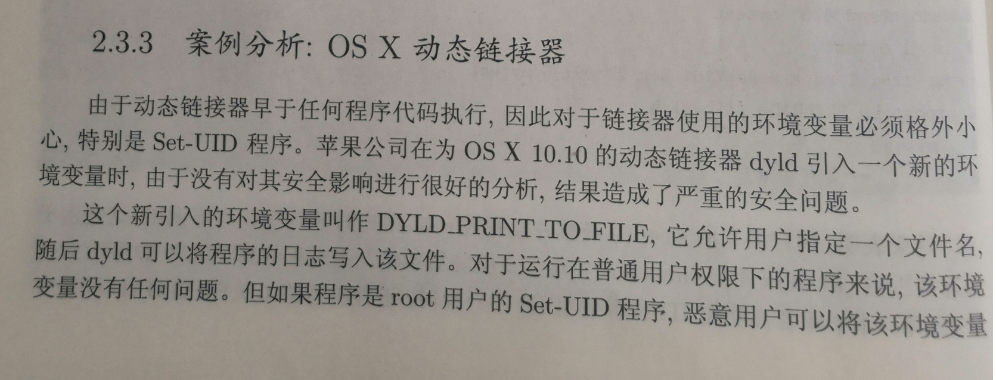 2.3.3 案例分析: OS X 动态链接器
由于动态链接器早于任何程序代码执行, 因此对于链接器使用的环境变量必须格外小
心, 特别是 Set-UID 程序。苹果公司在为 OS X 10.10 的动态链接器 dyld 引入一个新的环
境变量时, 由于没有对其安全影响进行很好的分析, 结果造成了严重的安全问题。
这个新引入的环境变量叫作 DYLD_PRINT_TO_FILE, 它允许用户指定一个文件名,
随后 dyld 可以将程序的日志写入该文件。对于运行在普通用户权限下的程序来说, 该环境
变量没有任何问题。但如果程序是 root 用户的 Set-UID 程序, 恶意用户可以将该环境变量